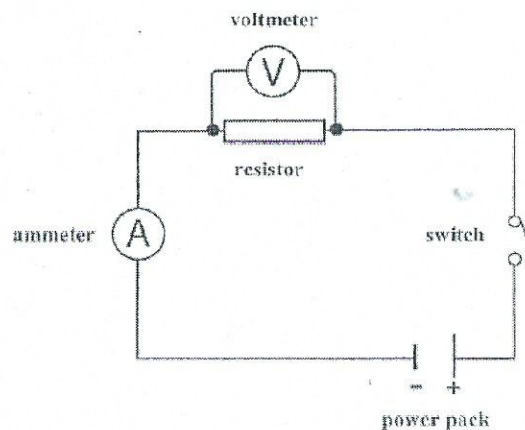 voltmeter
V
resistor
ammeter
A
switch
- +
power pack